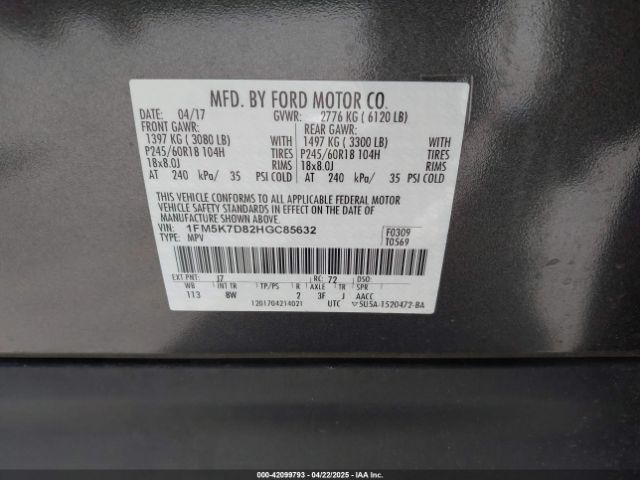 MFD. BY FORD MOTOR CO.
DATE: 04/17 GVWR: 2776 KG ( 6120 LB)
FRONT GAWR: REAR GAWR:
1397 KG ( 3080 LB) WITH 1497 KG ( 3300 LB) WITH
P245/60R18 104H TIRES P245/60R18 104H TIRES
18x8.0J RIMS 18x8.0J RIMS
AT 240 kPa/ 35 PSI COLD AT 240 kPa/ 35 PSI COLD
THIS VEHICLE CONFORMS TO ALL APPLICABLE FEDERAL MOTOR
VEHICLE SAFETY STANDARDS IN EFFECT ON THE DATE OF
MANUFACTURE SHOWN ABOVE.
VIN: 1FM5K7D82HGC85632 F0309
TYPE: MPV T0569
EXT PNT: J7 RC: 72 DSO:
WB INT TR TP/PS R AXLE TR SPR
113 8W 2 3F J AACC
1201704214021 UTC ▽5U5A-1520472-BA
000-42099793 - 04/22/2025 - IAA Inc.